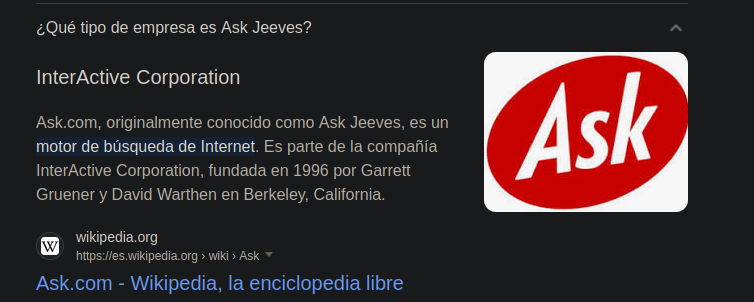 ¿Qué tipo de empresa es Ask Jeeves?
InterActive Corporation
Ask.com, originalmente conocido como Ask Jeeves, es un
motor de búsqueda de Internet. Es parte de la compañía
InterActive Corporation, fundada en 1996 por Garrett
Gruener y David Warthen en Berkeley, California.
Ask
W
wikipedia.org
https://es.wikipedia.org › wiki › Ask
Ask.com - Wikipedia, la enciclopedia libre